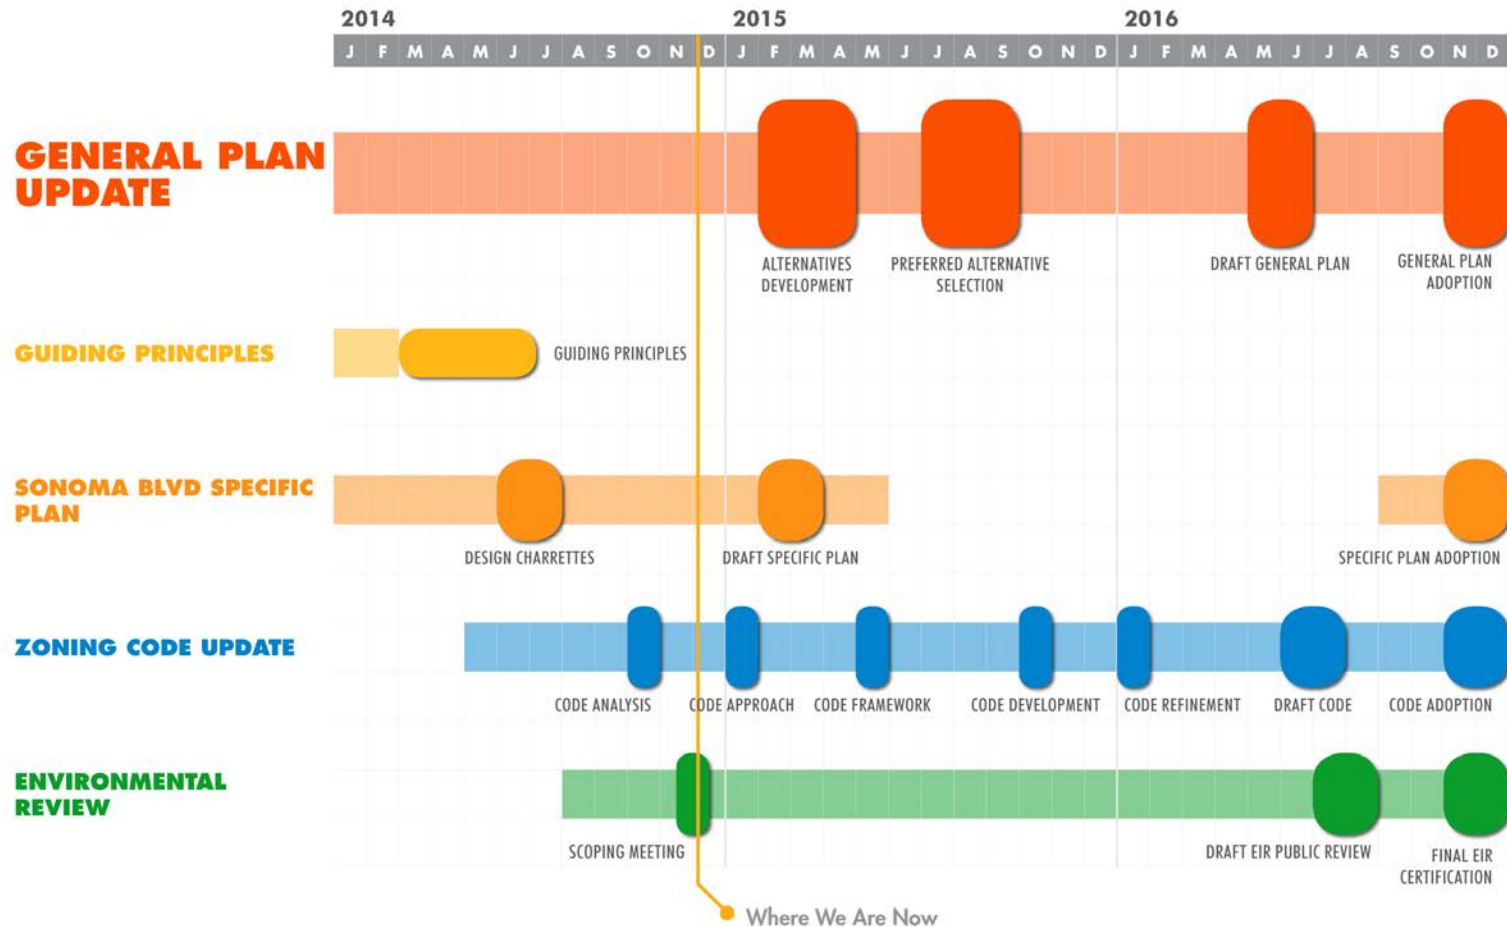 2014 2015 2016
J F M A M J J A S O N D J F M A M J J A S O N D J F M A M J J A S O N D
GENERAL PLAN
UPDATE
ALTERNATIVES
DEVELOPMENT
PREFERRED ALTERNATIVE
SELECTION
DRAFT GENERAL PLAN
GENERAL PLAN
ADOPTION
GUIDING PRINCIPLES
GUIDING PRINCIPLES
SONOMA BLVD SPECIFIC
PLAN
DESIGN CHARRETTES
DRAFT SPECIFIC PLAN
SPECIFIC PLAN ADOPTION
ZONING CODE UPDATE
CODE ANALYSIS
CODE APPROACH
CODE FRAMEWORK
CODE DEVELOPMENT
CODE REFINEMENT
DRAFT CODE
CODE ADOPTION
ENVIRONMENTAL
REVIEW
SCOPING MEETING
DRAFT EIR PUBLIC REVIEW
FINAL EIR
CERTIFICATION
Where We Are Now